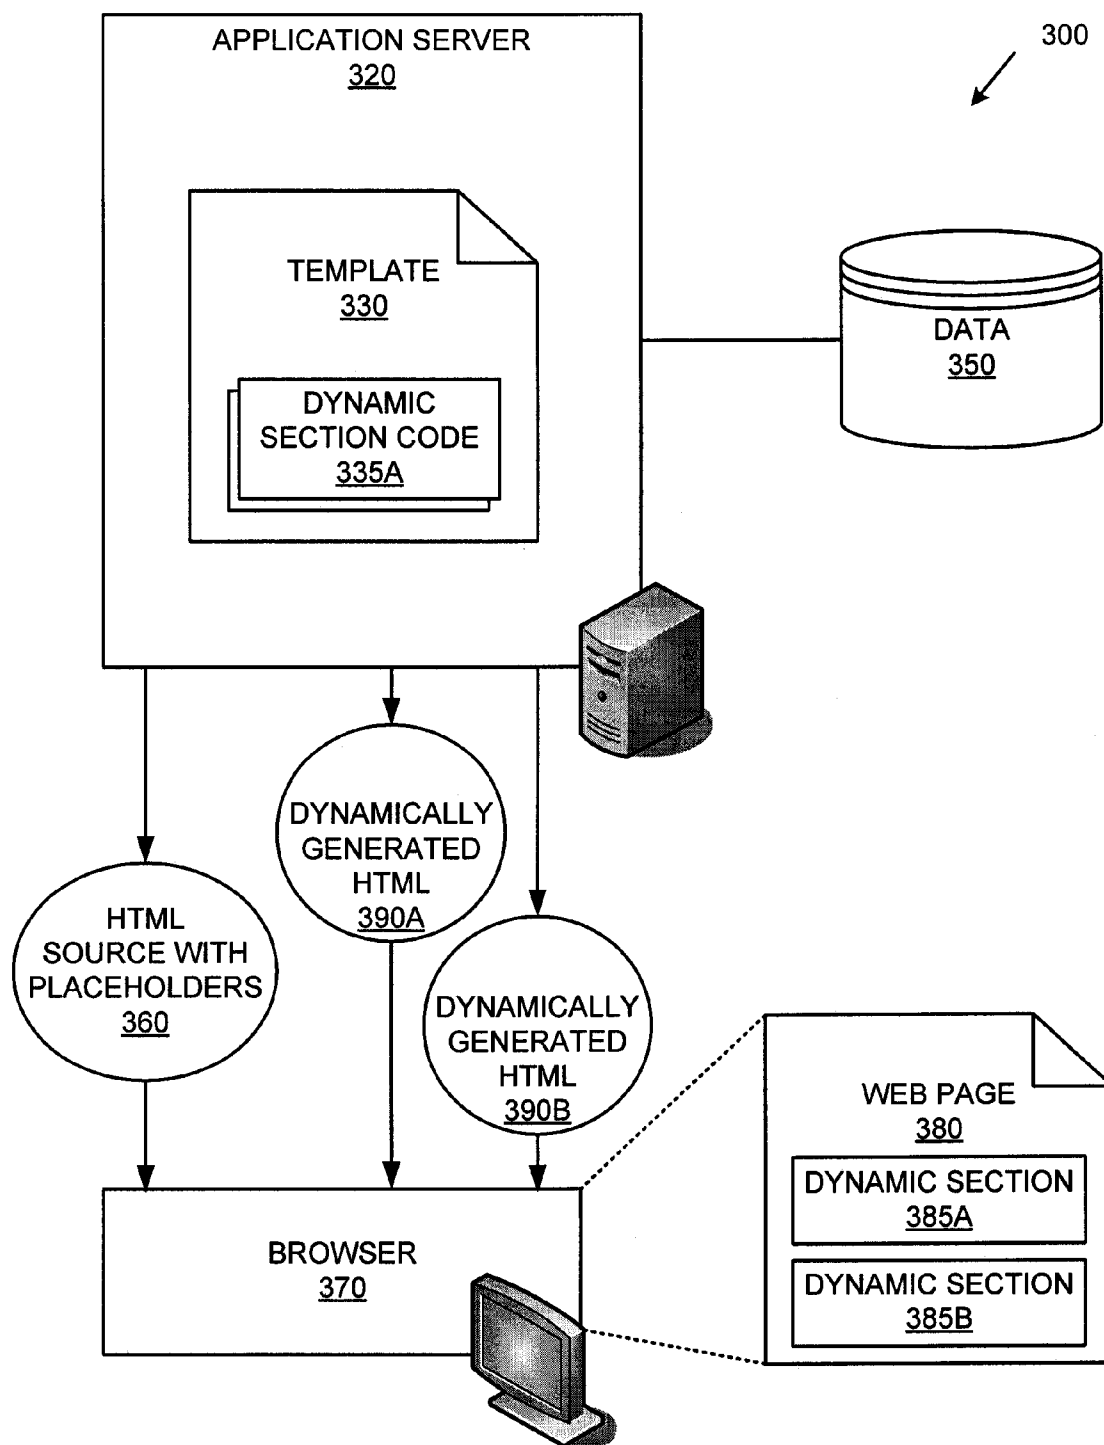 APPLICATION SERVER
320
300
TEMPLATE
330
DYNAMIC
SECTION CODE
335A
DATA
350
DYNAMICALLY
GENERATED
HTML
390A
HTML
SOURCE WITH
PLACEHOLDERS
360
DYNAMICALLY
GENERATED
HTML
390B
WEB PAGE
380
DYNAMIC SECTION
385A
DYNAMIC SECTION
385B
BROWSER
370